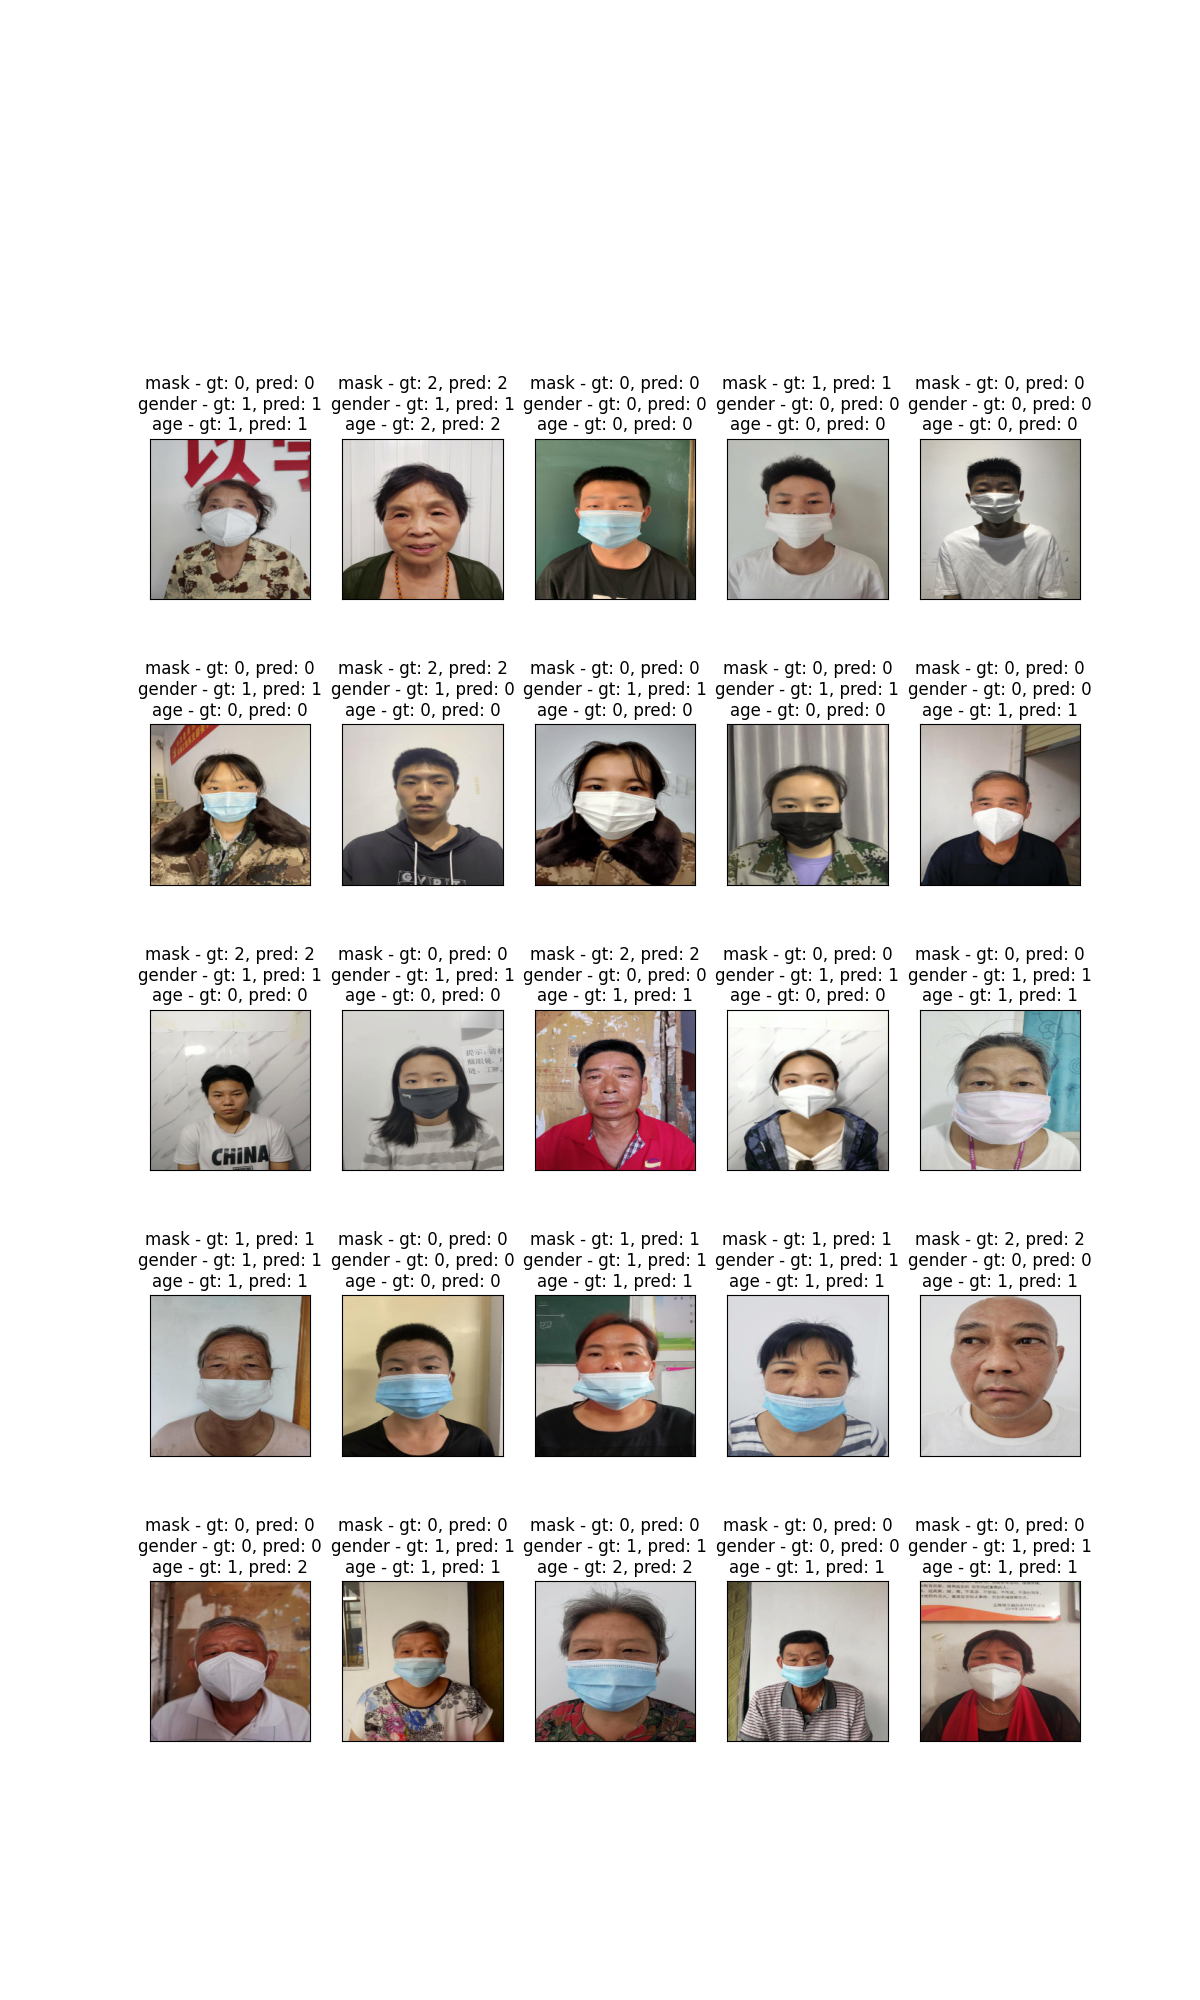 mask - gt: 0, pred: 0
gender - gt: 1, pred: 1
age - gt: 1, pred: 1
mask - gt: 2, pred: 2
gender - gt: 1, pred: 1
age - gt: 2, pred: 2
mask - gt: 0, pred: 0
gender - gt: 0, pred: 0
age - gt: 0, pred: 0
mask - gt: 1, pred: 1
gender - gt: 0, pred: 0
age - gt: 0, pred: 0
mask - gt: 0, pred: 0
gender - gt: 0, pred: 0
age - gt: 0, pred: 0
以学
mask - gt: 0, pred: 0
gender - gt: 1, pred: 1
age - gt: 0, pred: 0
mask - gt: 2, pred: 2
gender - gt: 1, pred: 0
age - gt: 0, pred: 0
mask - gt: 0, pred: 0
gender - gt: 1, pred: 1
age - gt: 0, pred: 0
mask - gt: 0, pred: 0
gender - gt: 1, pred: 1
age - gt: 0, pred: 0
mask - gt: 0, pred: 0
gender - gt: 0, pred: 0
age - gt: 1, pred: 1
mask - gt: 2, pred: 2
gender - gt: 1, pred: 1
age - gt: 0, pred: 0
mask - gt: 0, pred: 0
gender - gt: 1, pred: 1
age - gt: 0, pred: 0
mask - gt: 2, pred: 2
gender - gt: 0, pred: 0
age - gt: 1, pred: 1
mask - gt: 0, pred: 0
gender - gt: 1, pred: 1
age - gt: 0, pred: 0
mask - gt: 0, pred: 0
gender - gt: 1, pred: 1
age - gt: 1, pred: 1
CHINA
提示:请
mask - gt: 1, pred: 1
gender - gt: 1, pred: 1
age - gt: 1, pred: 1
mask - gt: 0, pred: 0
gender - gt: 0, pred: 0
age - gt: 0, pred: 0
mask - gt: 1, pred: 1
gender - gt: 1, pred: 1
age - gt: 1, pred: 1
mask - gt: 1, pred: 1
gender - gt: 1, pred: 1
age - gt: 1, pred: 1
mask - gt: 2, pred: 2
gender - gt: 0, pred: 0
age - gt: 1, pred: 1
mask - gt: 0, pred: 0
gender - gt: 0, pred: 0
age - gt: 1, pred: 2
mask - gt: 0, pred: 0
gender - gt: 1, pred: 1
age - gt: 1, pred: 1
mask - gt: 0, pred: 0
gender - gt: 1, pred: 1
age - gt: 2, pred: 2
mask - gt: 0, pred: 0
gender - gt: 0, pred: 0
age - gt: 1, pred: 1
mask - gt: 0, pred: 0
gender - gt: 1, pred: 1
age - gt: 1, pred: 1